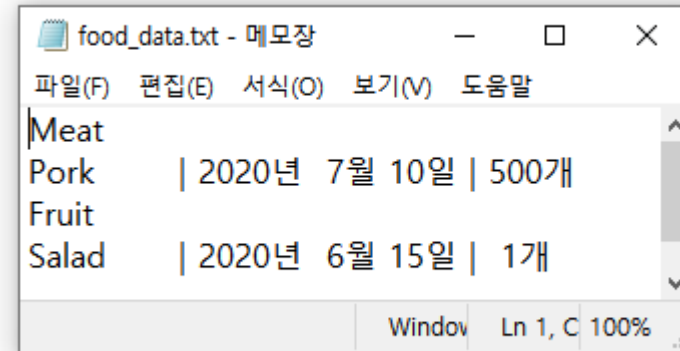 food_data.txt - 메모장
파일(F) 편집(E) 서식(O) 보기(V) 도움말
Meat
Pork | 2020년 7월 10일 | 500개
Fruit
Salad | 2020년 6월 15일 | 1개
Window Ln 1, C 100%